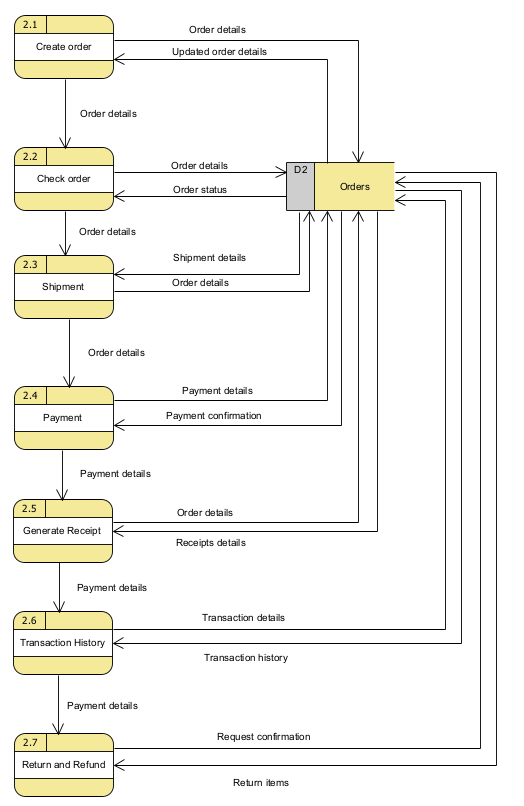 2.1
Create order
Order details
Updated order details
Order details
2.2
Check order
Order details
Order status
D2
Orders
Order details
2.3
Shipment
Shipment details
Order details
Order details
2.4
Payment
Payment details
Payment confirmation
Payment details
2.5
Generate Receipt
Order details
Receipts details
Payment details
2.6
Transaction History
Transaction details
Transaction history
Payment details
2.7
Return and Refund
Request confirmation
Return items